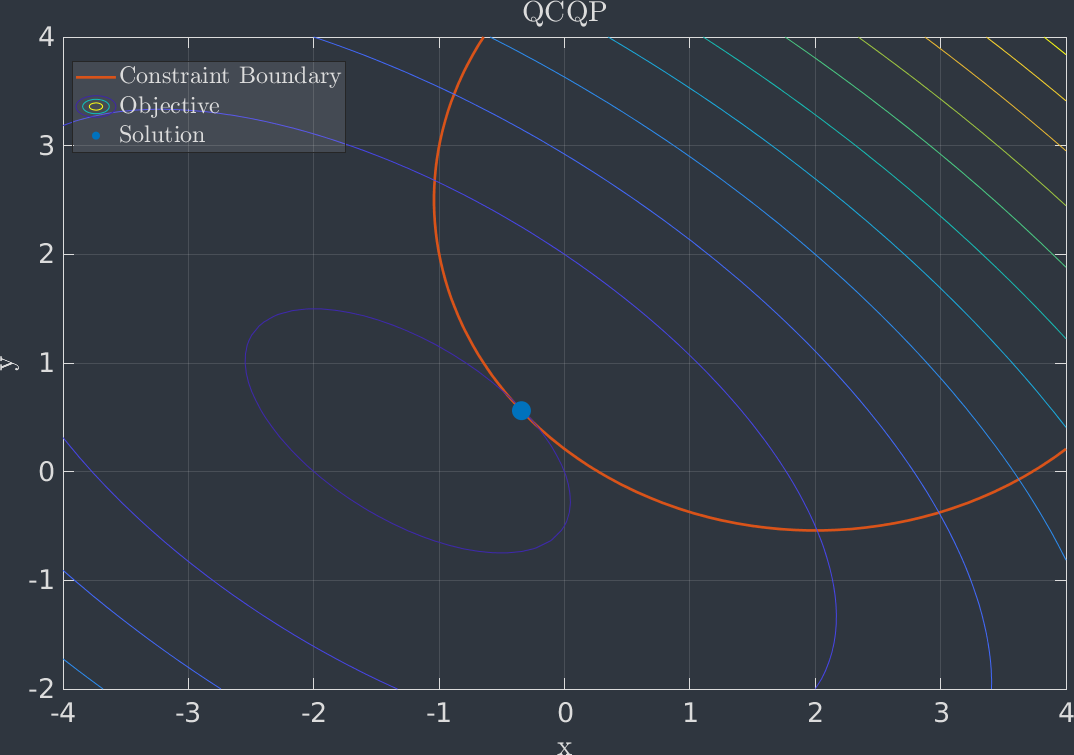 QCQP
Constraint Boundary
Objective
Solution
4
3
2
1
0
-1
-2
y
-4 -3 -2 -1 0 1 2 3 4
x